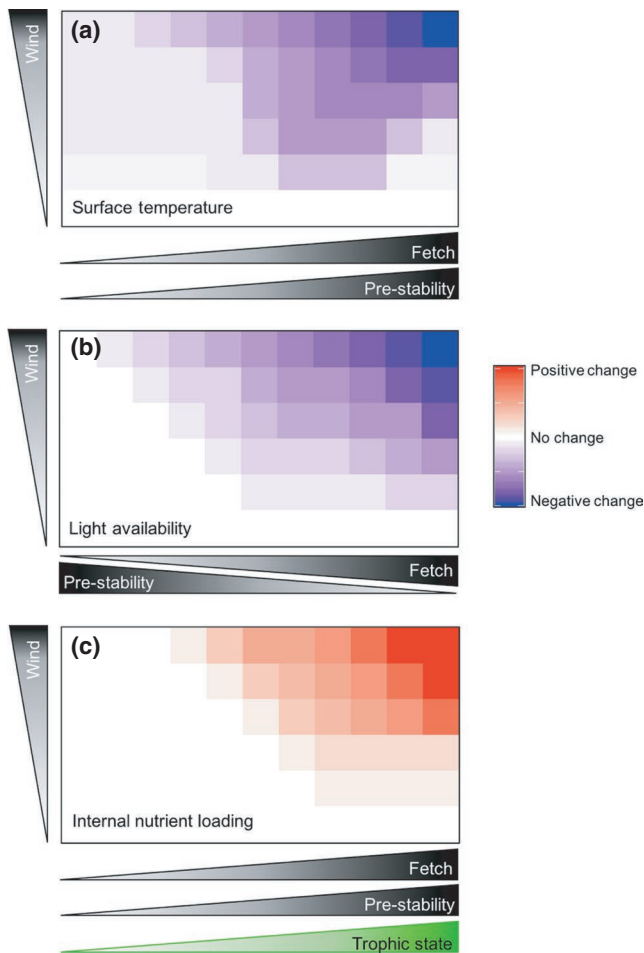 (a)
Wind
Surface temperature
Fetch
Pre-stability
(b)
Wind
Light availability
Fetch
Pre-stability
Positive change
No change
Negative change
(c)
Wind
Internal nutrient loading
Fetch
Pre-stability
Trophic state